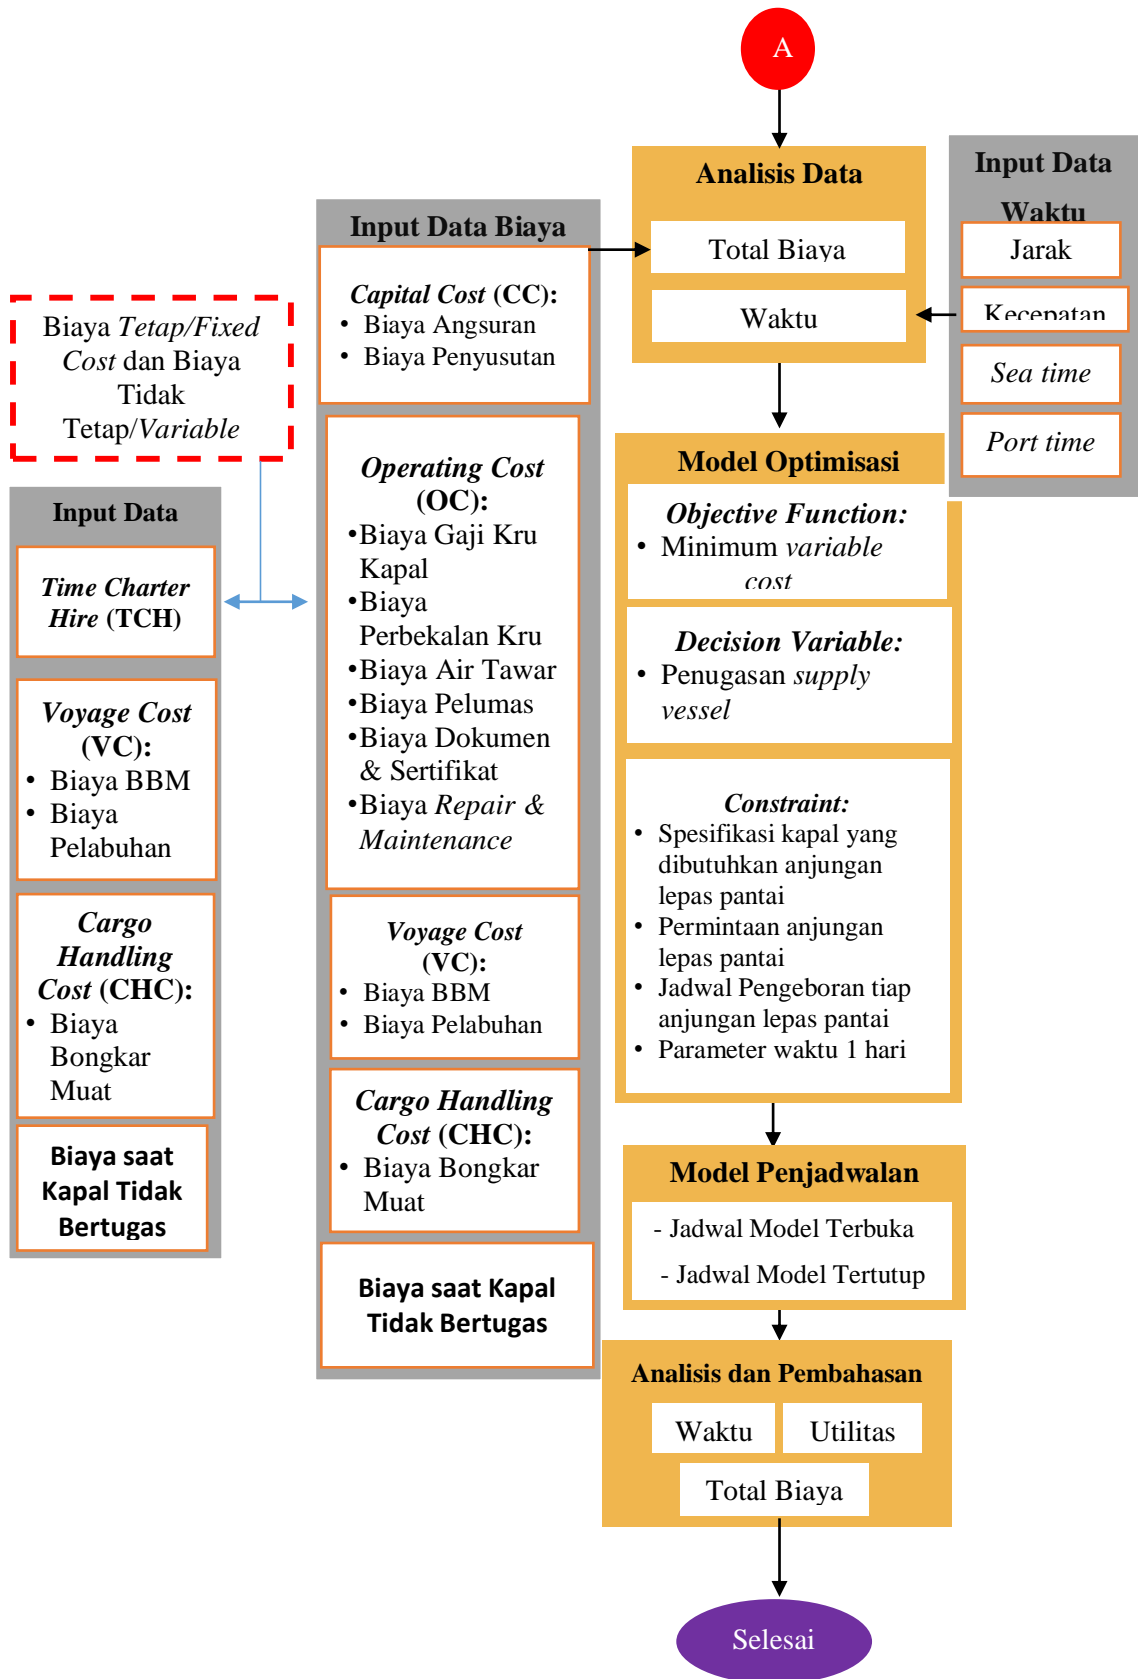 A
Analisis Data
Total Biaya
Waktu
Input Data
Waktu
Jarak
Kecepatan
Sea time
Port time
Input Data Biaya
Capital Cost (CC):
• Biaya Angsuran
• Biaya Penyusutan
Operating Cost
(OC):
•Biaya Gaji Kru
Kapal
•Biaya
Perbekalan Kru
•Biaya Air Tawar
•Biaya Pelumas
•Biaya Dokumen
& Sertifikat
•Biaya Repair &
Maintenance
Voyage Cost
(VC):
• Biaya BBM
• Biaya Pelabuhan
Cargo Handling
Cost (CHC):
• Biaya Bongkar
Muat
Biaya saat Kapal
Tidak Bertugas
Biaya Tetap/Fixed
Cost dan Biaya
Tidak
Tetap/Variable
Input Data
Time Charter
Hire (TCH)
Voyage Cost
(VC):
• Biaya BBM
• Biaya
Pelabuhan
Cargo
Handling
Cost (CHC):
• Biaya
Bongkar
Muat
Biaya saat
Kapal Tidak
Bertugas
Model Optimisasi
Objective Function:
• Minimum variable
cost
Decision Variable:
• Penugasan supply
vessel
Constraint:
• Spesifikasi kapal yang
dibutuhkan anjungan
lepas pantai
• Permintaan anjungan
lepas pantai
• Jadwal Pengeboran tiap
anjungan lepas pantai
• Parameter waktu 1 hari
Model Penjadwalan
- Jadwal Model Terbuka
- Jadwal Model Tertutup
Analisis dan Pembahasan
Waktu
Utilitas
Total Biaya
Selesai